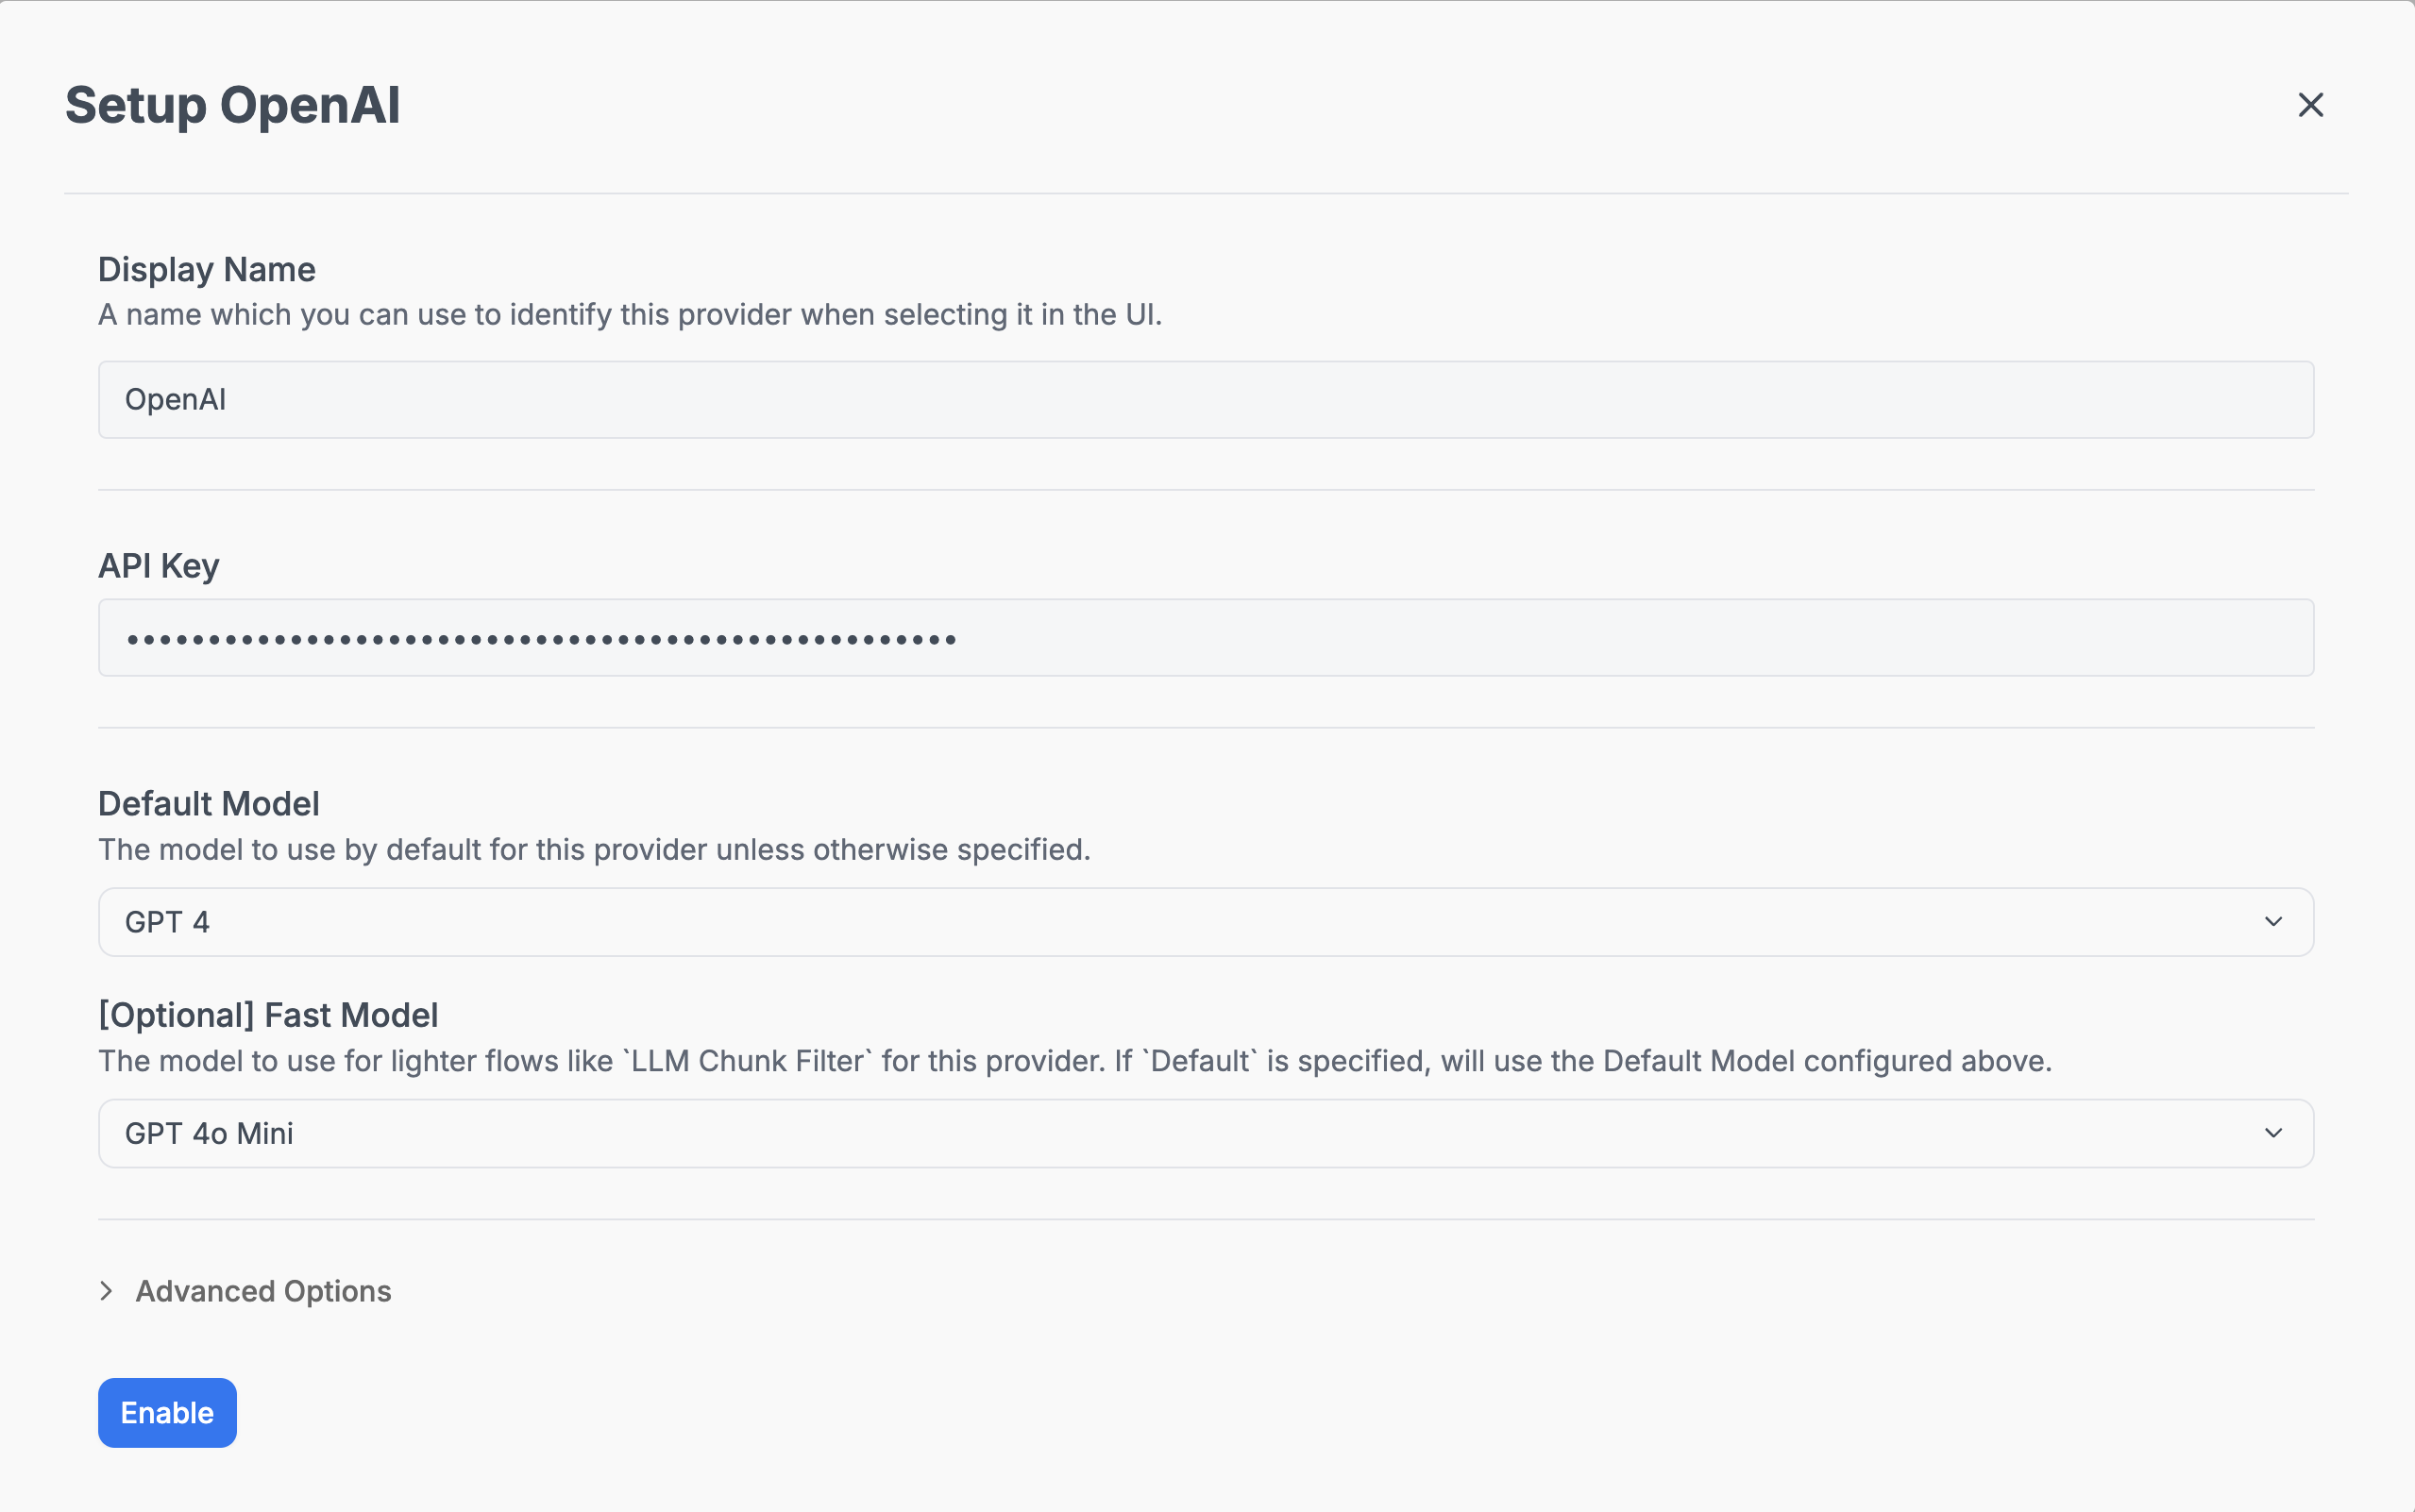 Setup OpenAI
Display Name
A name which you can use to identify this provider when selecting it in the UI.
OpenAI
API Key
•••••••••••••••••••••••••••••••••••••••••••••••••••
Default Model
The model to use by default for this provider unless otherwise specified.
GPT 4
[Optional] Fast Model
The model to use for lighter flows like `LLM Chunk Filter` for this provider. If `Default` is specified, will use the Default Model configured above.
GPT 4o Mini
Advanced Options
Enable